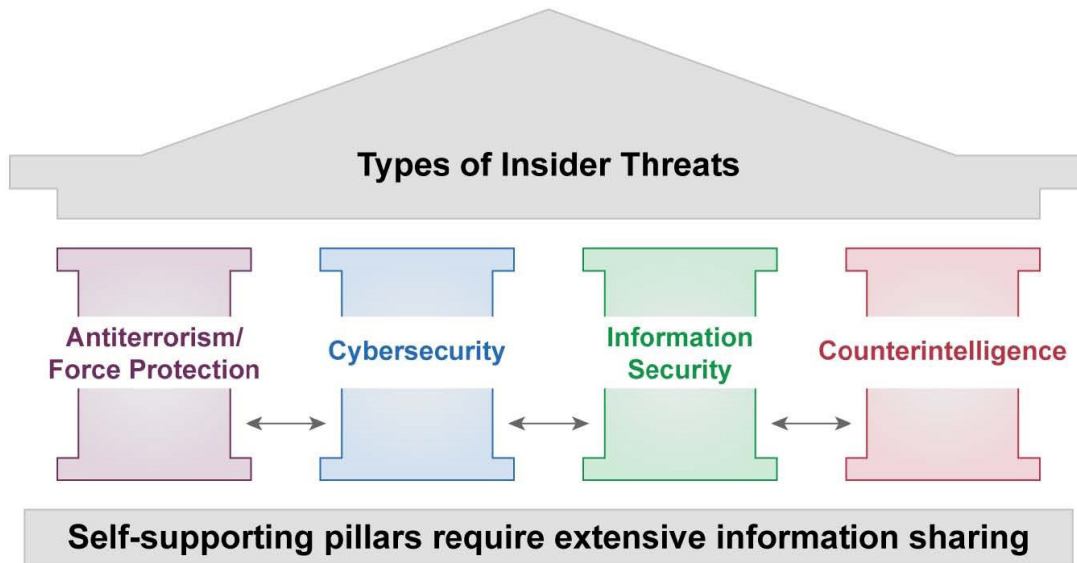 Types of Insider Threats
Antiterrorism/
Force Protection
Cybersecurity
Information
Security
Counterintelligence
Self-supporting pillars require extensive information sharing